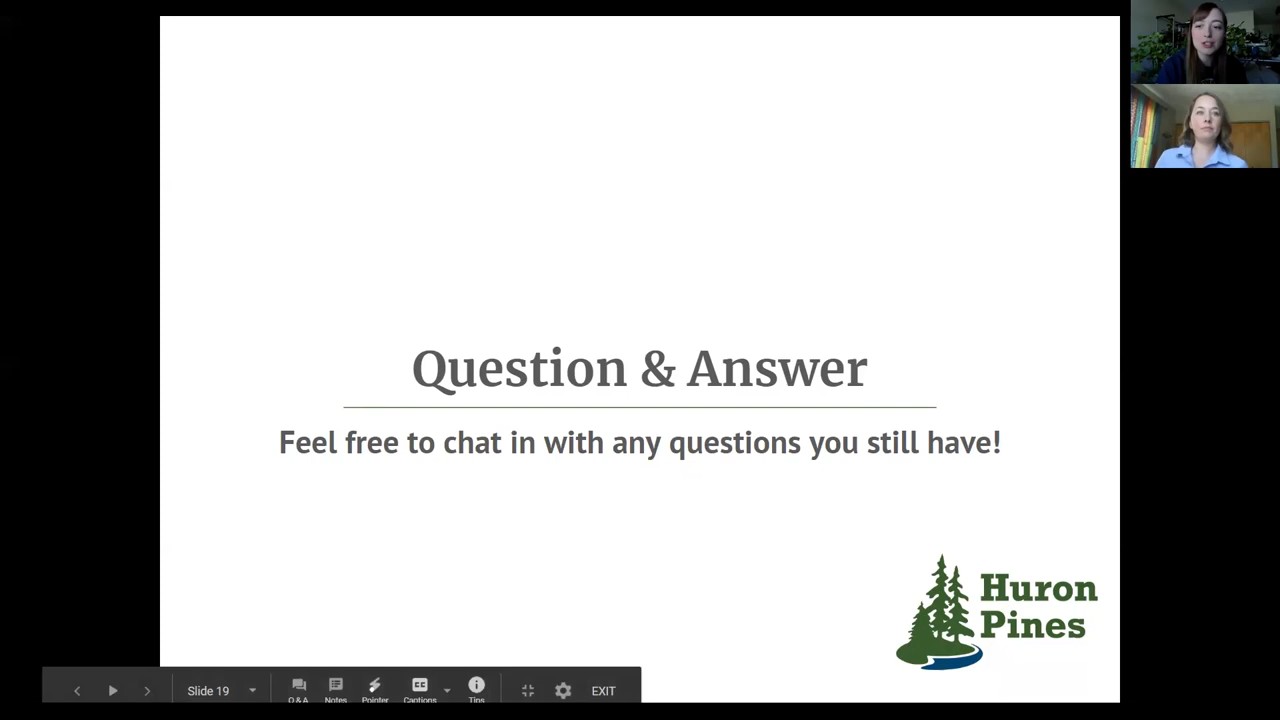 Question & Answer
Feel free to chat in with any questions you still have!
Huron
Pines
Slide 19
Q & A
Notes
Pointer
CC
Captions
Tips
EXIT